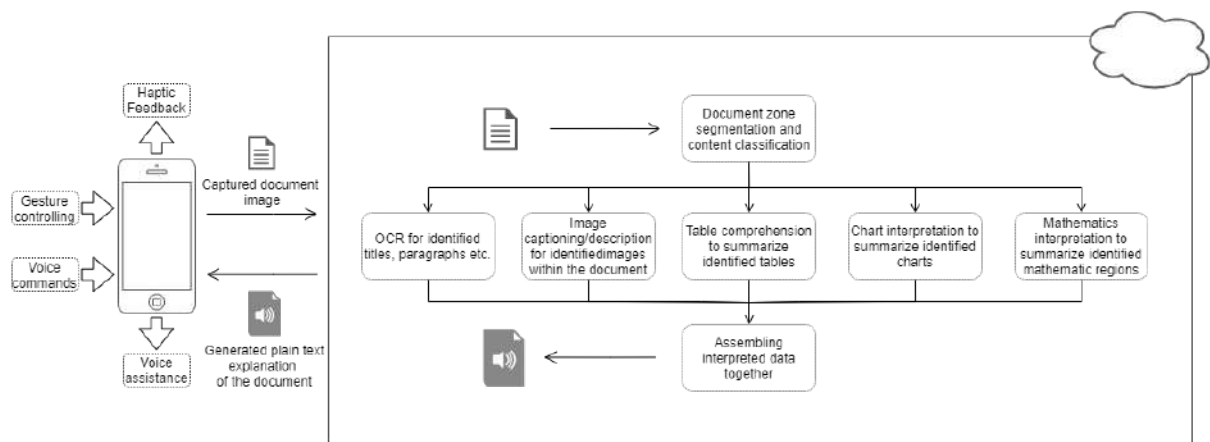 Haptic
Feedback
Gesture
controlling
Voice
commands
Voice
assistance
Captured document
image
Generated plain text
explanation
of the document
Document zone
segmentation and
content classification
OCR for identified
titles, paragraphs etc.
Image
captioning/description
for identifiedimages
within the document
Table comprehension
to summarize
identified tables
Chart interpretation to
summarize identified
charts
Mathematics
interpretation to
summarize identified
mathematic regions
Assembling
interpreted data
together